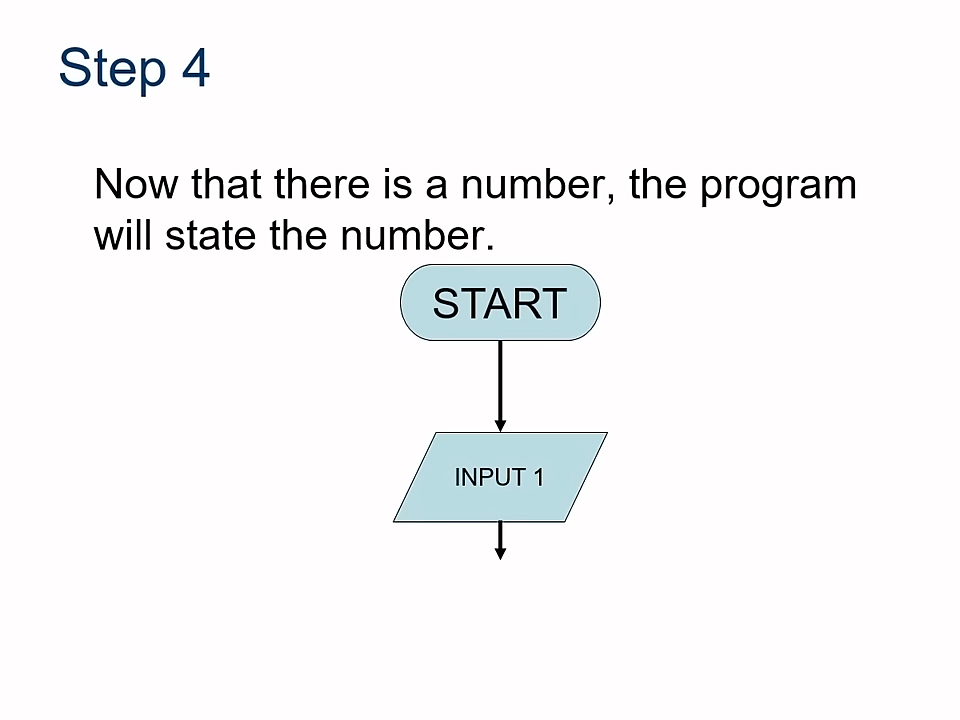 Step 4
Now that there is a number, the program
will state the number.
START
INPUT 1